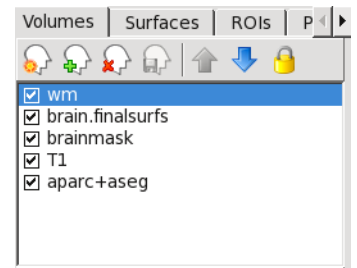 Volumes Surfaces ROIs P
wm
brain.finalsurfs
brainmask
T1
aparc+aseg